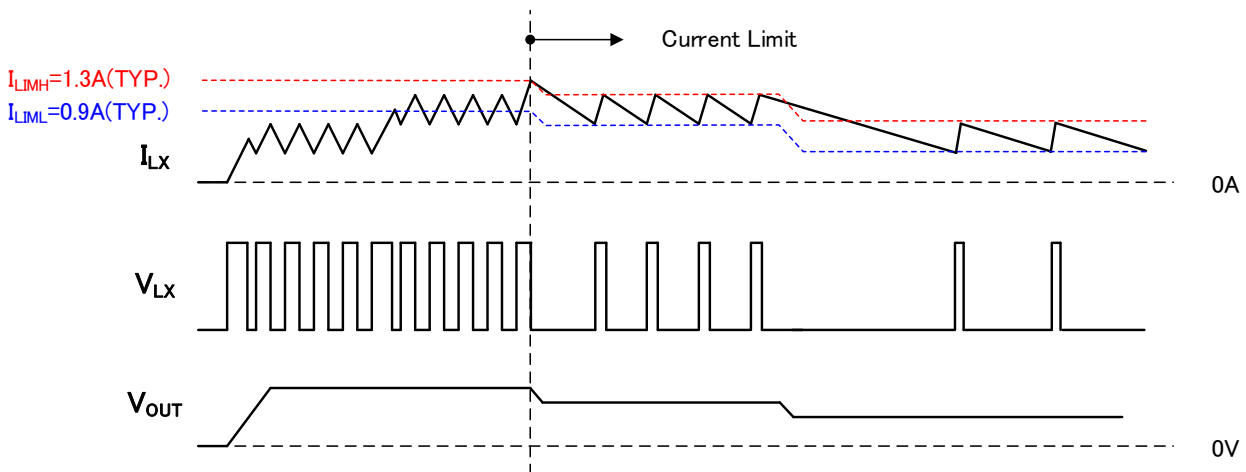 Current Limit
ILIMH=1.3A(TYP.)
ILIML=0.9A(TYP.)
ILX
0A
VLX
VOUT
0V